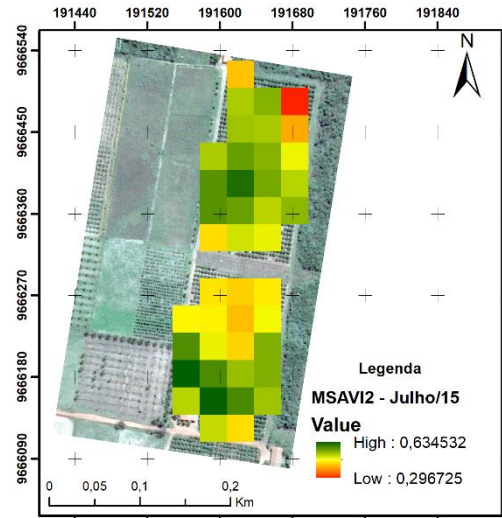 191440 191520 191600 191680 191760 191840
9666540
9666450
9666360
9666270
9666180
9666090
N
Legenda
MSAVI2 - Julho/15
Value
High : 0,634532
Low : 0,296725
0 0,05 0,1 0,2
Km